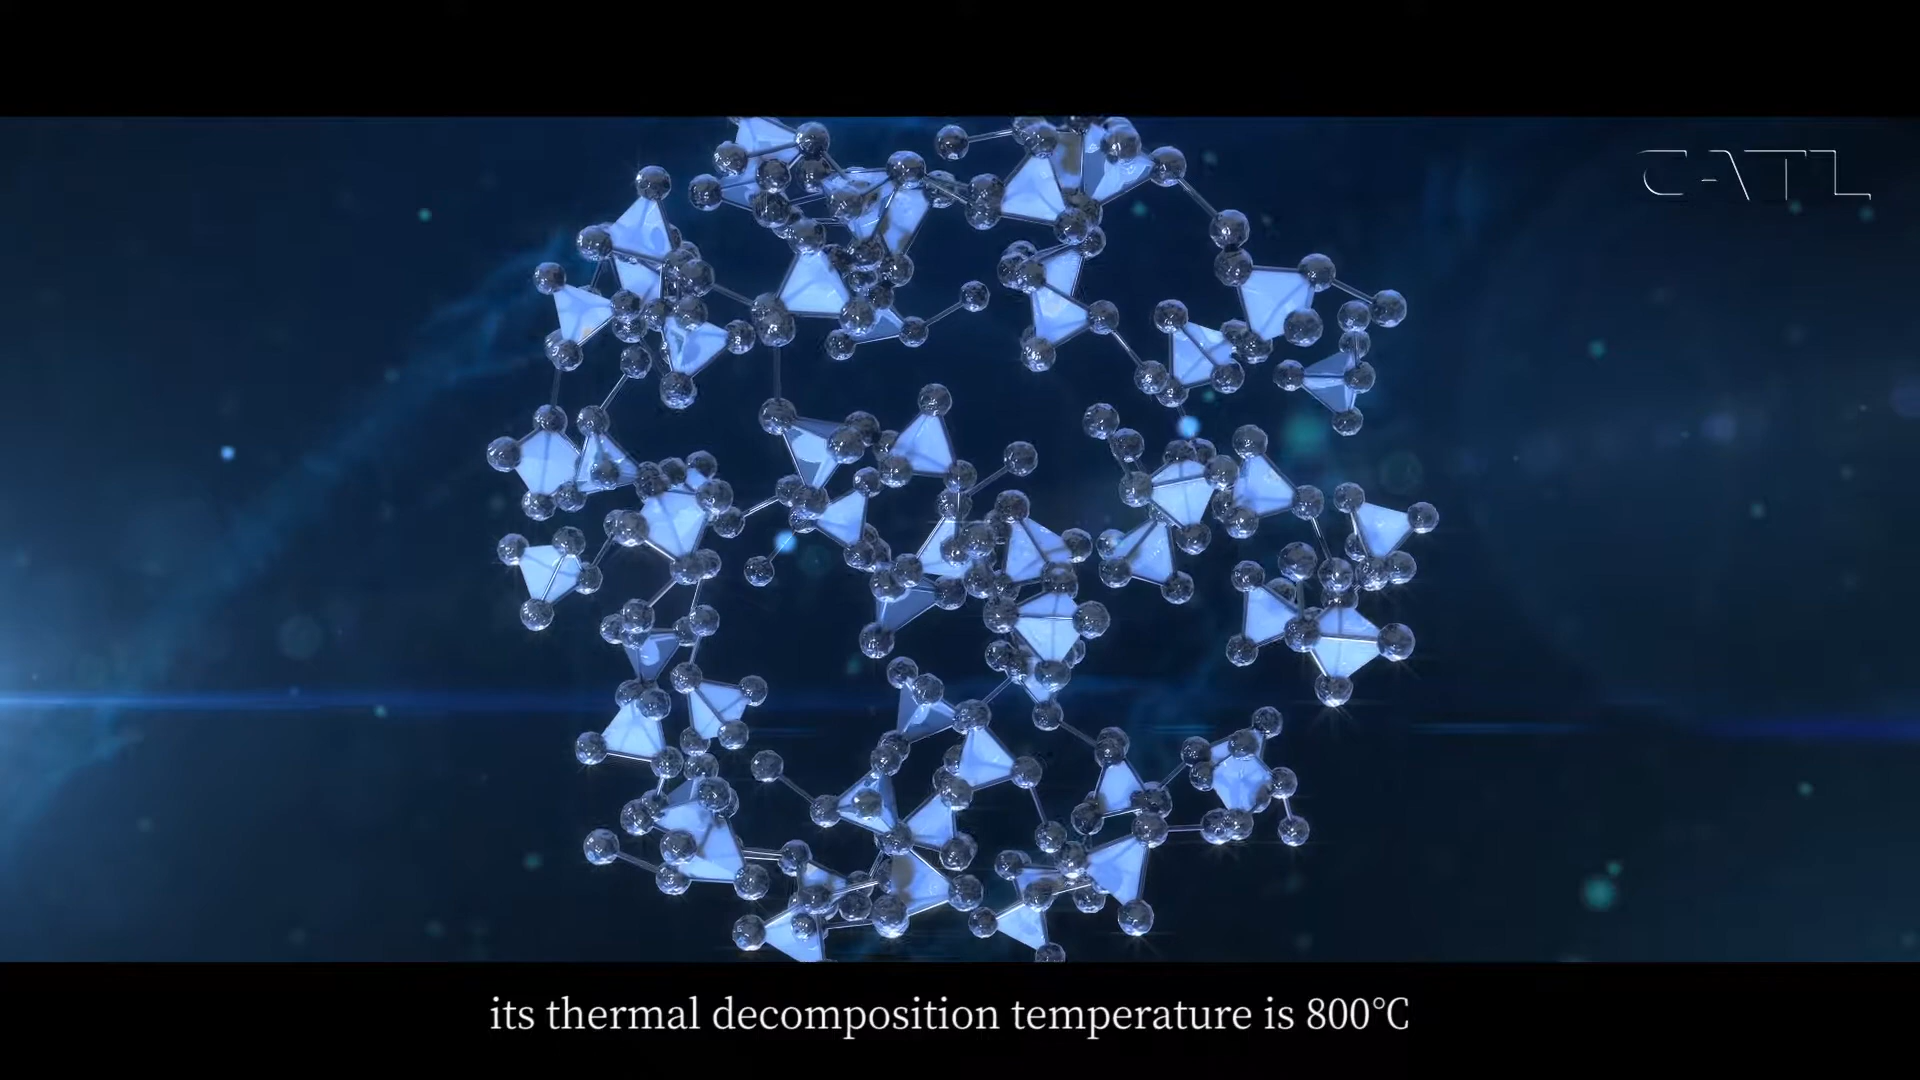 CATL
its thermal decomposition temperature is 800℃